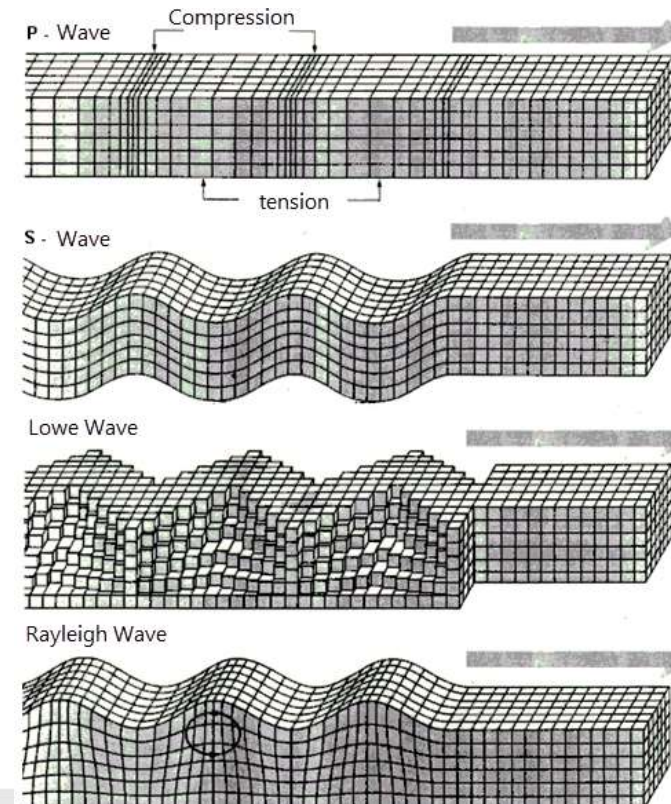 Compression
P - Wave
tension
S - Wave
Lowe Wave
Rayleigh Wave